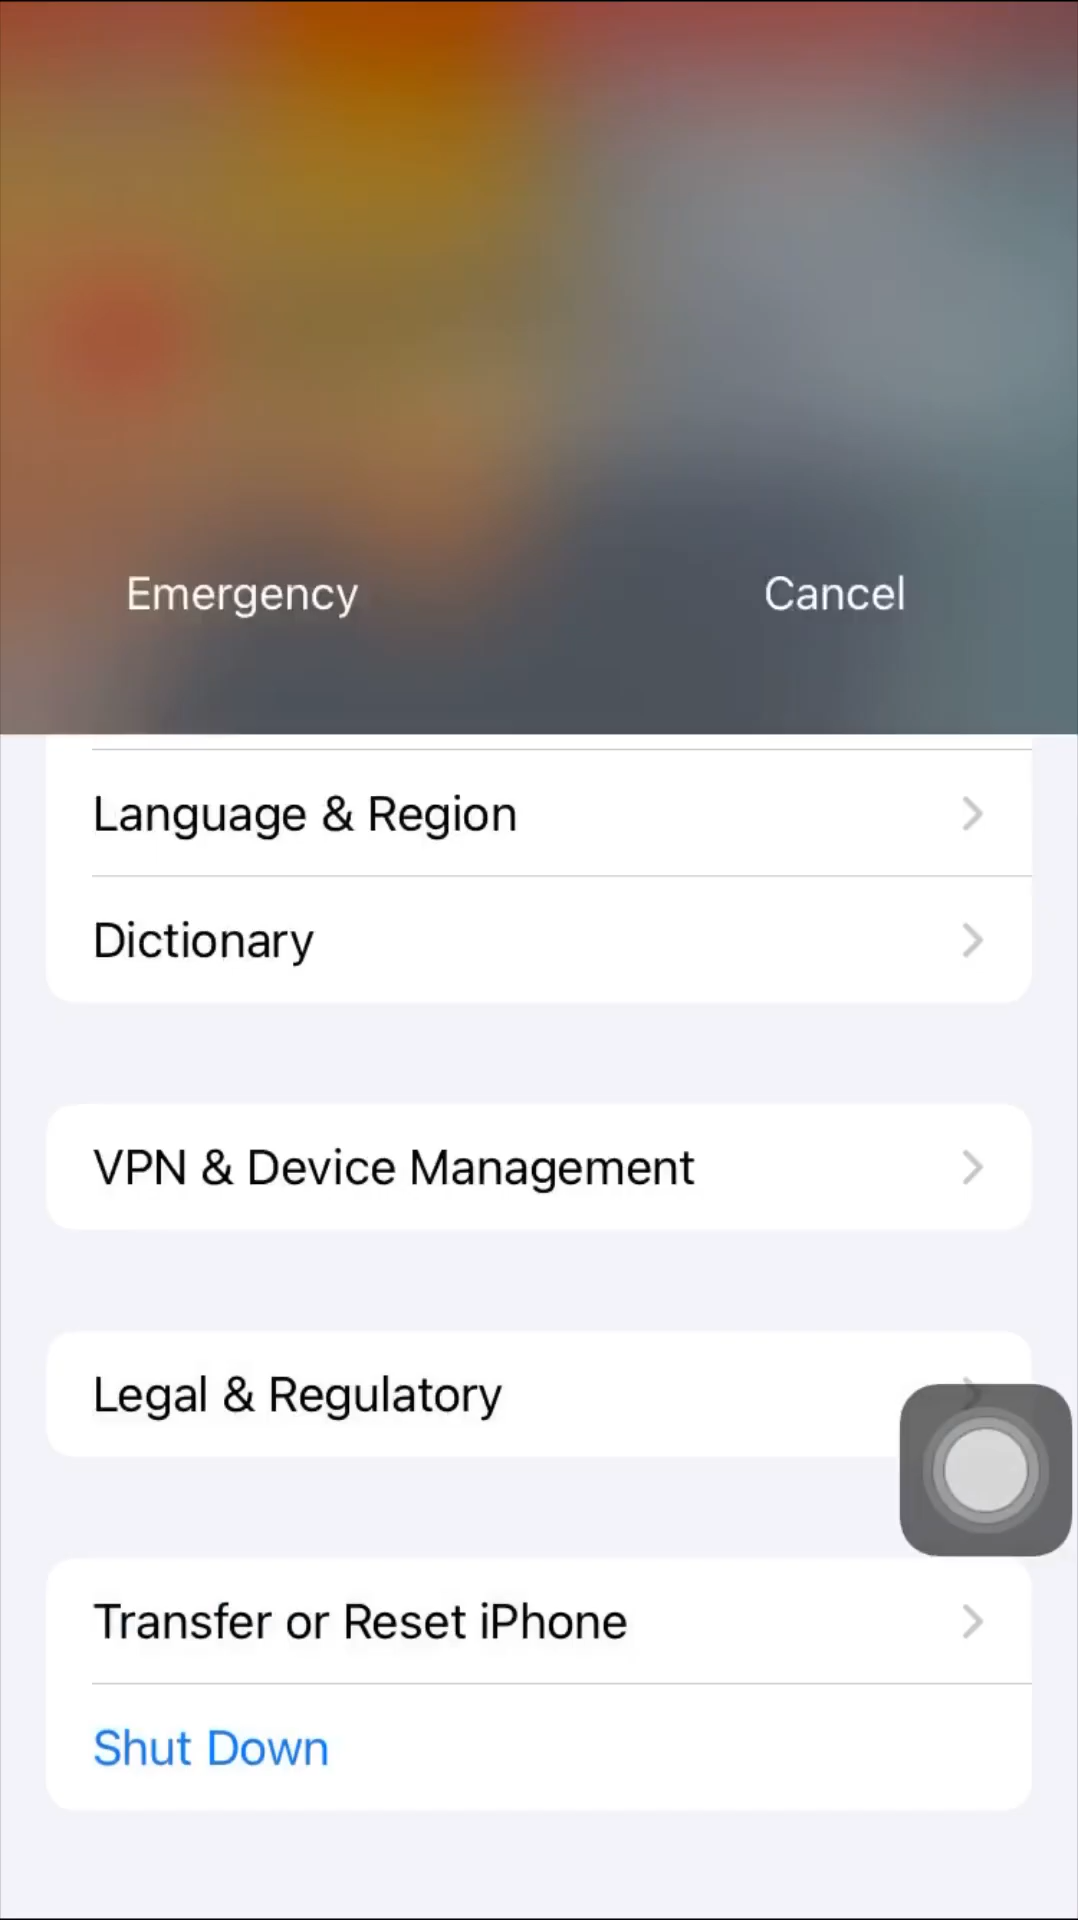 Emergency Cancel
Language & Region
Dictionary
VPN & Device Management
Legal & Regulatory
Transfer or Reset iPhone
Shut Down